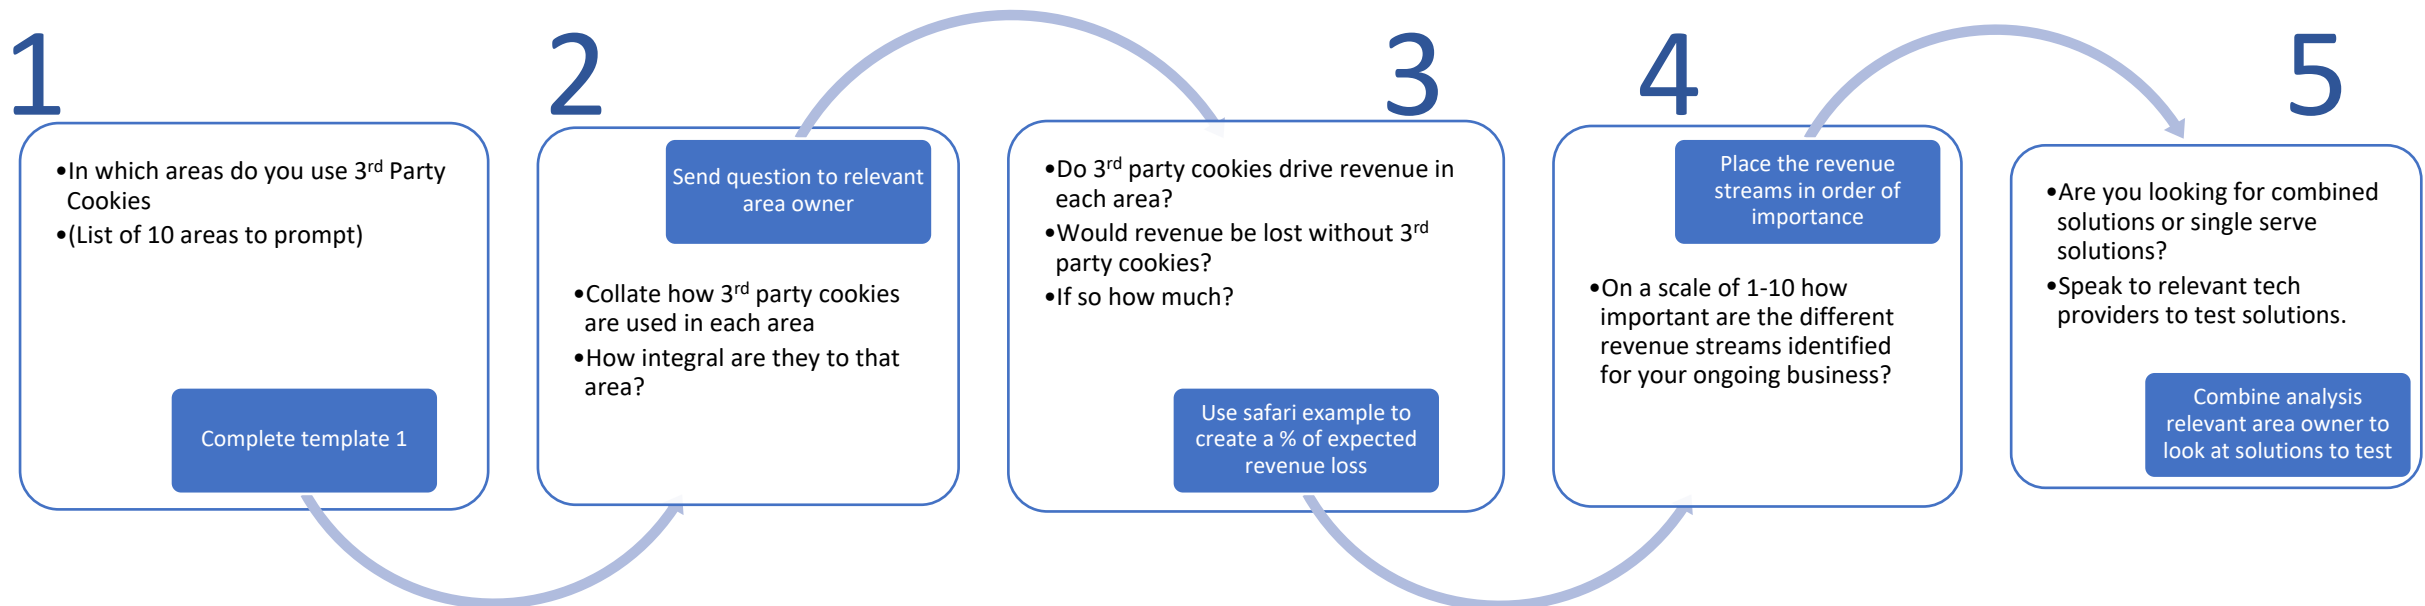 1
•In which areas do you use 3rd Party
Cookies
•(List of 10 areas to prompt)
Complete template 1
2
Send question to relevant
area owner
•Collate how 3rd party cookies
are used in each area
•How integral are they to that
area?
3
•Do 3rd party cookies drive revenue in
each area?
•Would revenue be lost without 3rd
party cookies?
•If so how much?
Use safari example to
create a % of expected
revenue loss
4
Place the revenue
streams in order of
importance
•On a scale of 1-10 how
important are the different
revenue streams identified
for your ongoing business?
5
•Are you looking for combined
solutions or single serve
solutions?
•Speak to relevant tech
providers to test solutions.
Combine analysis
relevant area owner to
look at solutions to test